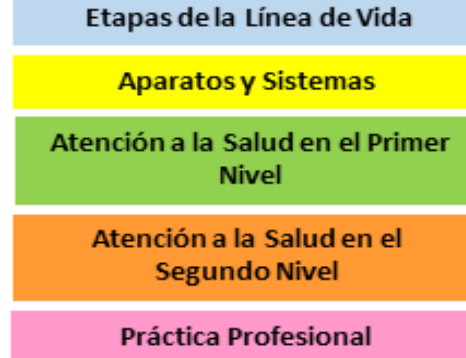 Etapas de la Línea de Vida
Aparatos y Sistemas
Atención a la Salud en el Primer
Nivel
Atención a la Salud en el
Segundo Nivel
Práctica Profesional